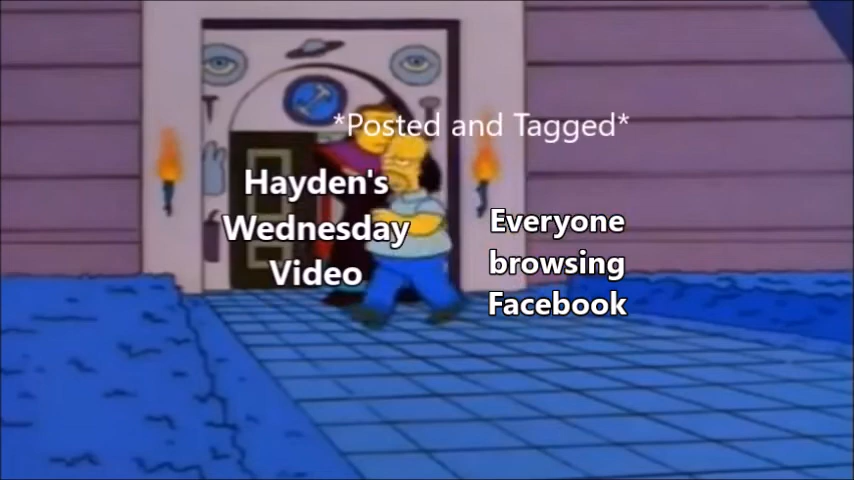 *Posted and Tagged*
Hayden's
Wednesday
Video
Everyone
browsing
Facebook